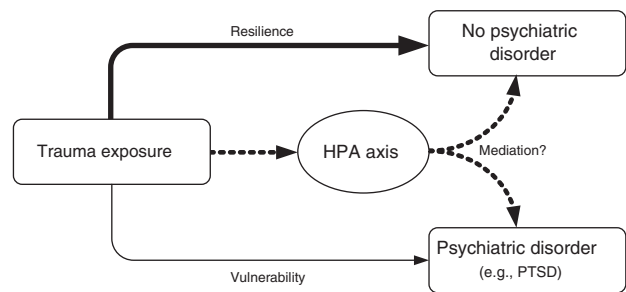 Resilience
No psychiatric
disorder
Trauma exposure
HPA axis
Mediation?
Psychiatric disorder
(e.g., PTSD)
Vulnerability